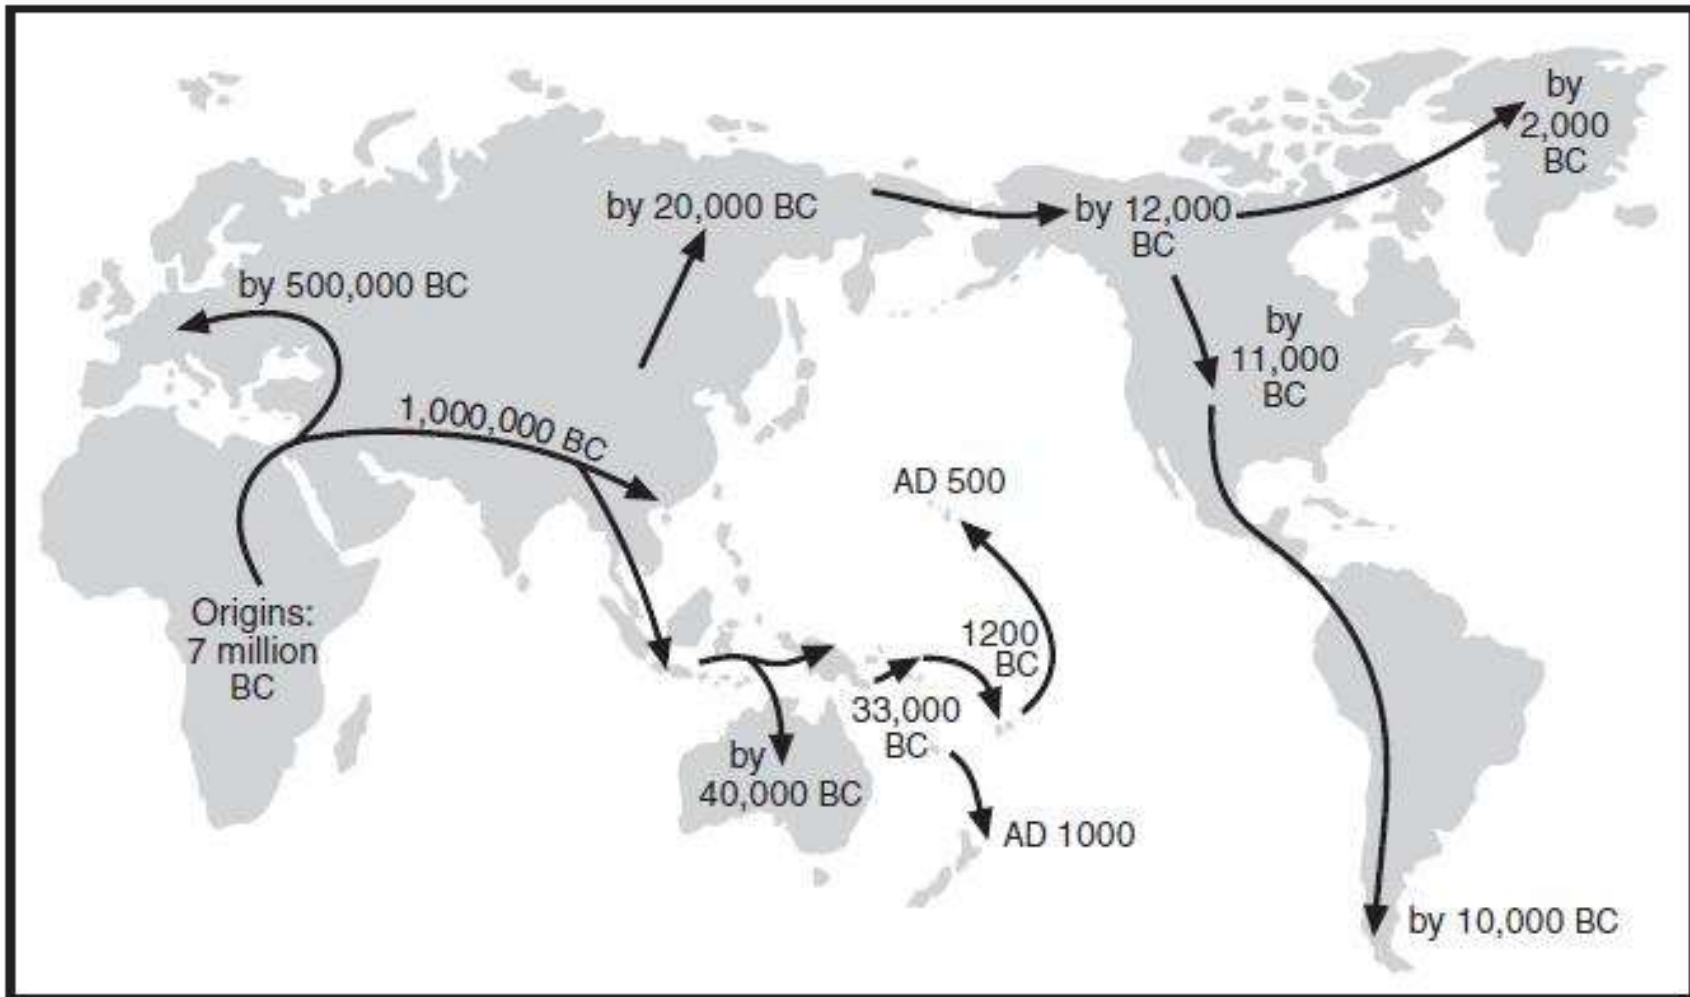 by
2,000
BC
by 20,000 BC
by 12,000
BC
by 500,000 BC
by
11,000
BC
1,000,000 BC
AD 500
Origins:
7 million
BC
1200
BC
33,000
BC
by
40,000 BC
AD 1000
by 10,000 BC